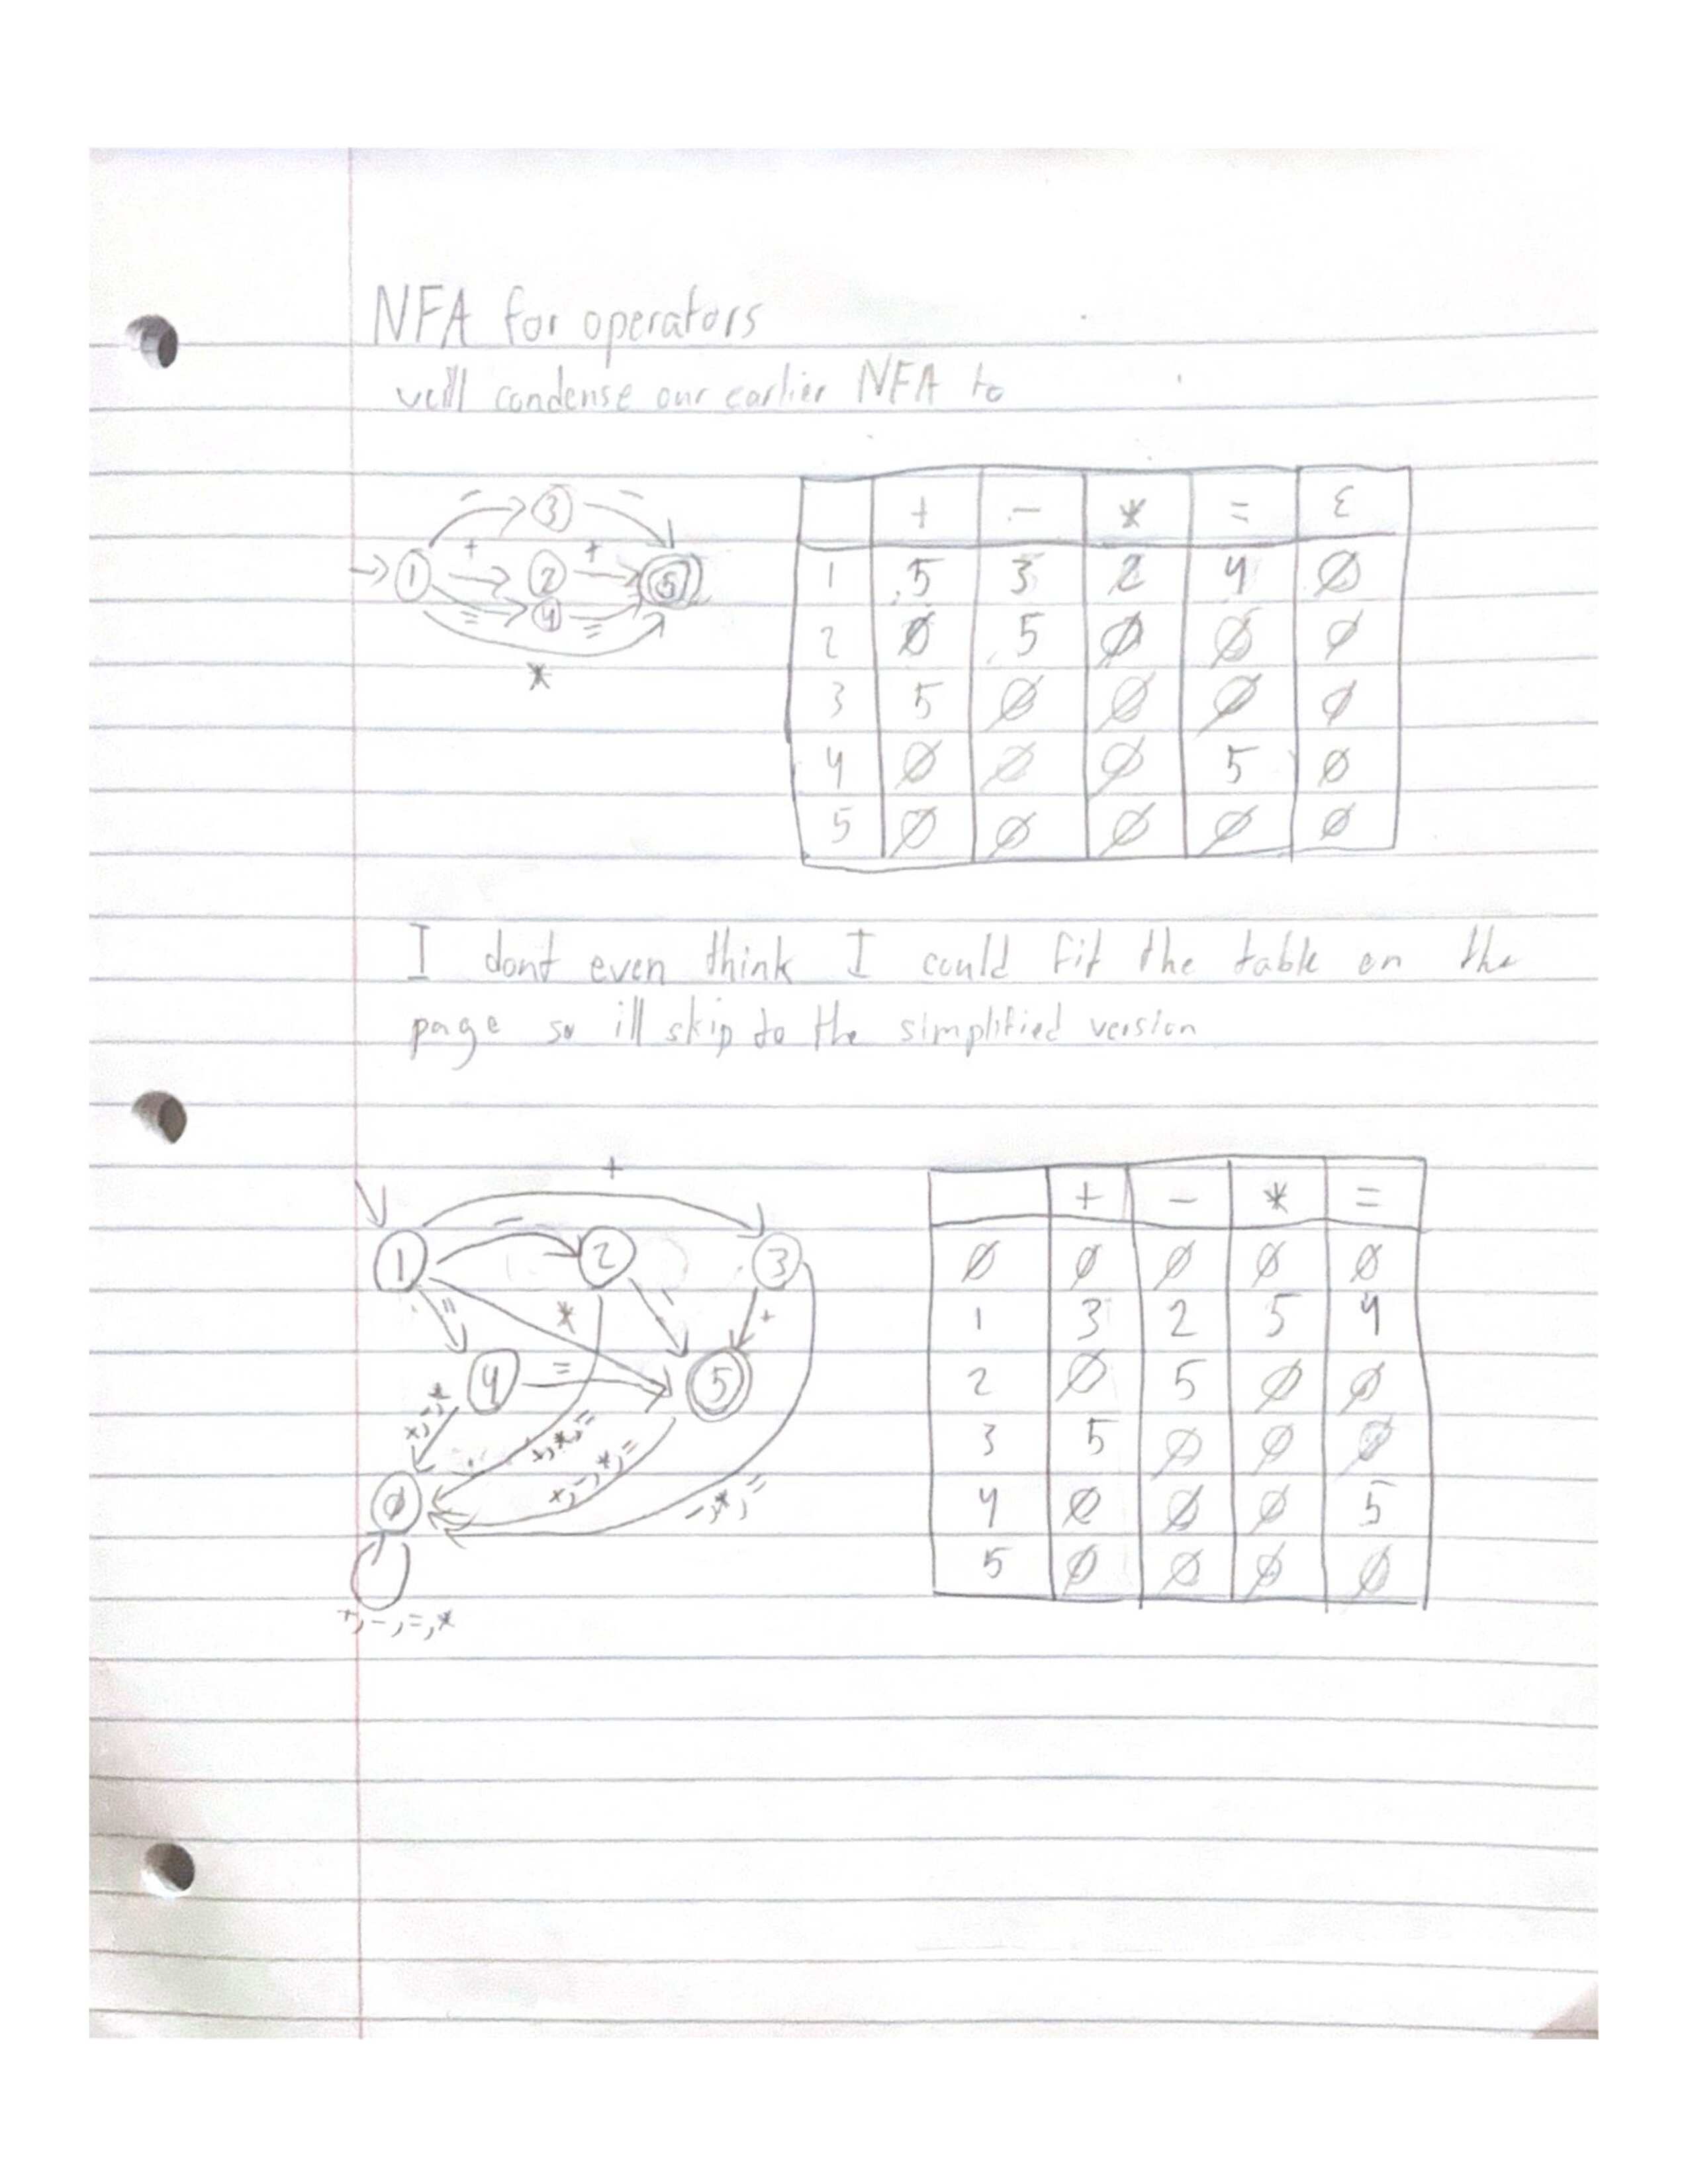 NFA for operators
we'll condense our earlier NFA to
− 3 −
+ +
1 2 5
= 4 =
*
+ − * = ε
1 5 3 2 4 ∅
2 ∅ 5 ∅ ∅ ∅
3 5 ∅ ∅ ∅ ∅
4 ∅ ∅ ∅ 5 ∅
5 ∅ ∅ ∅ ∅ ∅
I dont even think I could fit the table on the
page so ill skip to the simplified version
+
−
1 2 3
= * − +
4 = 5
+,−,* +,*,= +,−,*,= −,*,=
∅
+,−,=,*
+ − * =
∅ ∅ ∅ ∅ ∅
1 3 2 5 4
2 ∅ 5 ∅ ∅
3 5 ∅ ∅ ∅
4 ∅ ∅ ∅ 5
5 ∅ ∅ ∅ ∅